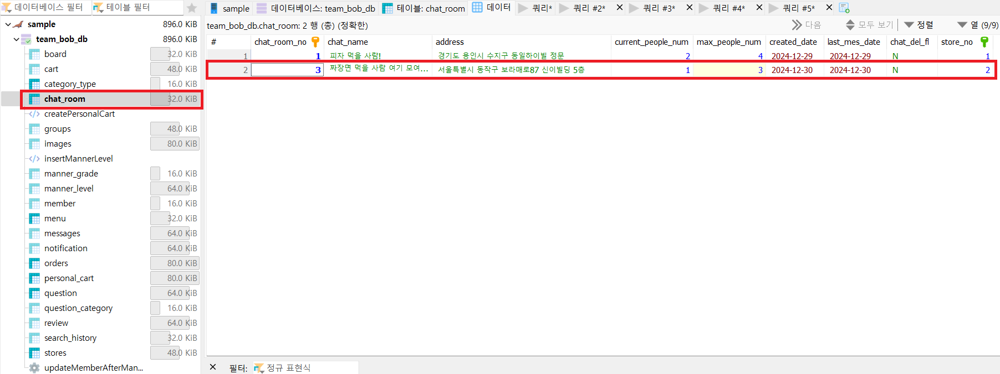 데이터베이스 필터 테이블 필터
sample 데이터베이스: team_bob_db 테이블: chat_room 데이터 쿼리* 쿼리 #2* 쿼리 #3* 쿼리 #4* 쿼리 #5*
sample 896.0 KiB
team_bob_db 896.0 KiB
board 32.0 KiB
cart 48.0 KiB
category_type 16.0 KiB
chat_room 32.0 KiB
createPersonalCart
groups 48.0 KiB
images 80.0 KiB
insertMannerLevel
manner_grade 16.0 KiB
manner_level 64.0 KiB
member 16.0 KiB
menu 32.0 KiB
messages 64.0 KiB
notification 64.0 KiB
orders 80.0 KiB
personal_cart 80.0 KiB
question 64.0 KiB
question_category 16.0 KiB
review 64.0 KiB
search_history 32.0 KiB
stores 48.0 KiB
updateMemberAfterMan...
team_bob_db.chat_room: 2 행 (총) (정확한) 다음 모두 보기 정렬 열 (9/9)
# chat_room_no chat_name address current_people_num max_people_num created_date last_mes_date chat_del_fl store_no
1 1 피자 먹을 사람! 경기도 용인시 수지구 동일하이빌 정문 2 4 2024-12-29 2024-12-29 N 1
2 3 짜장면 먹을 사람 여기 모여... 서울특별시 동작구 보라매로87 신이빌딩 5층 1 3 2024-12-30 2024-12-30 N 2
필터: 정규 표현식